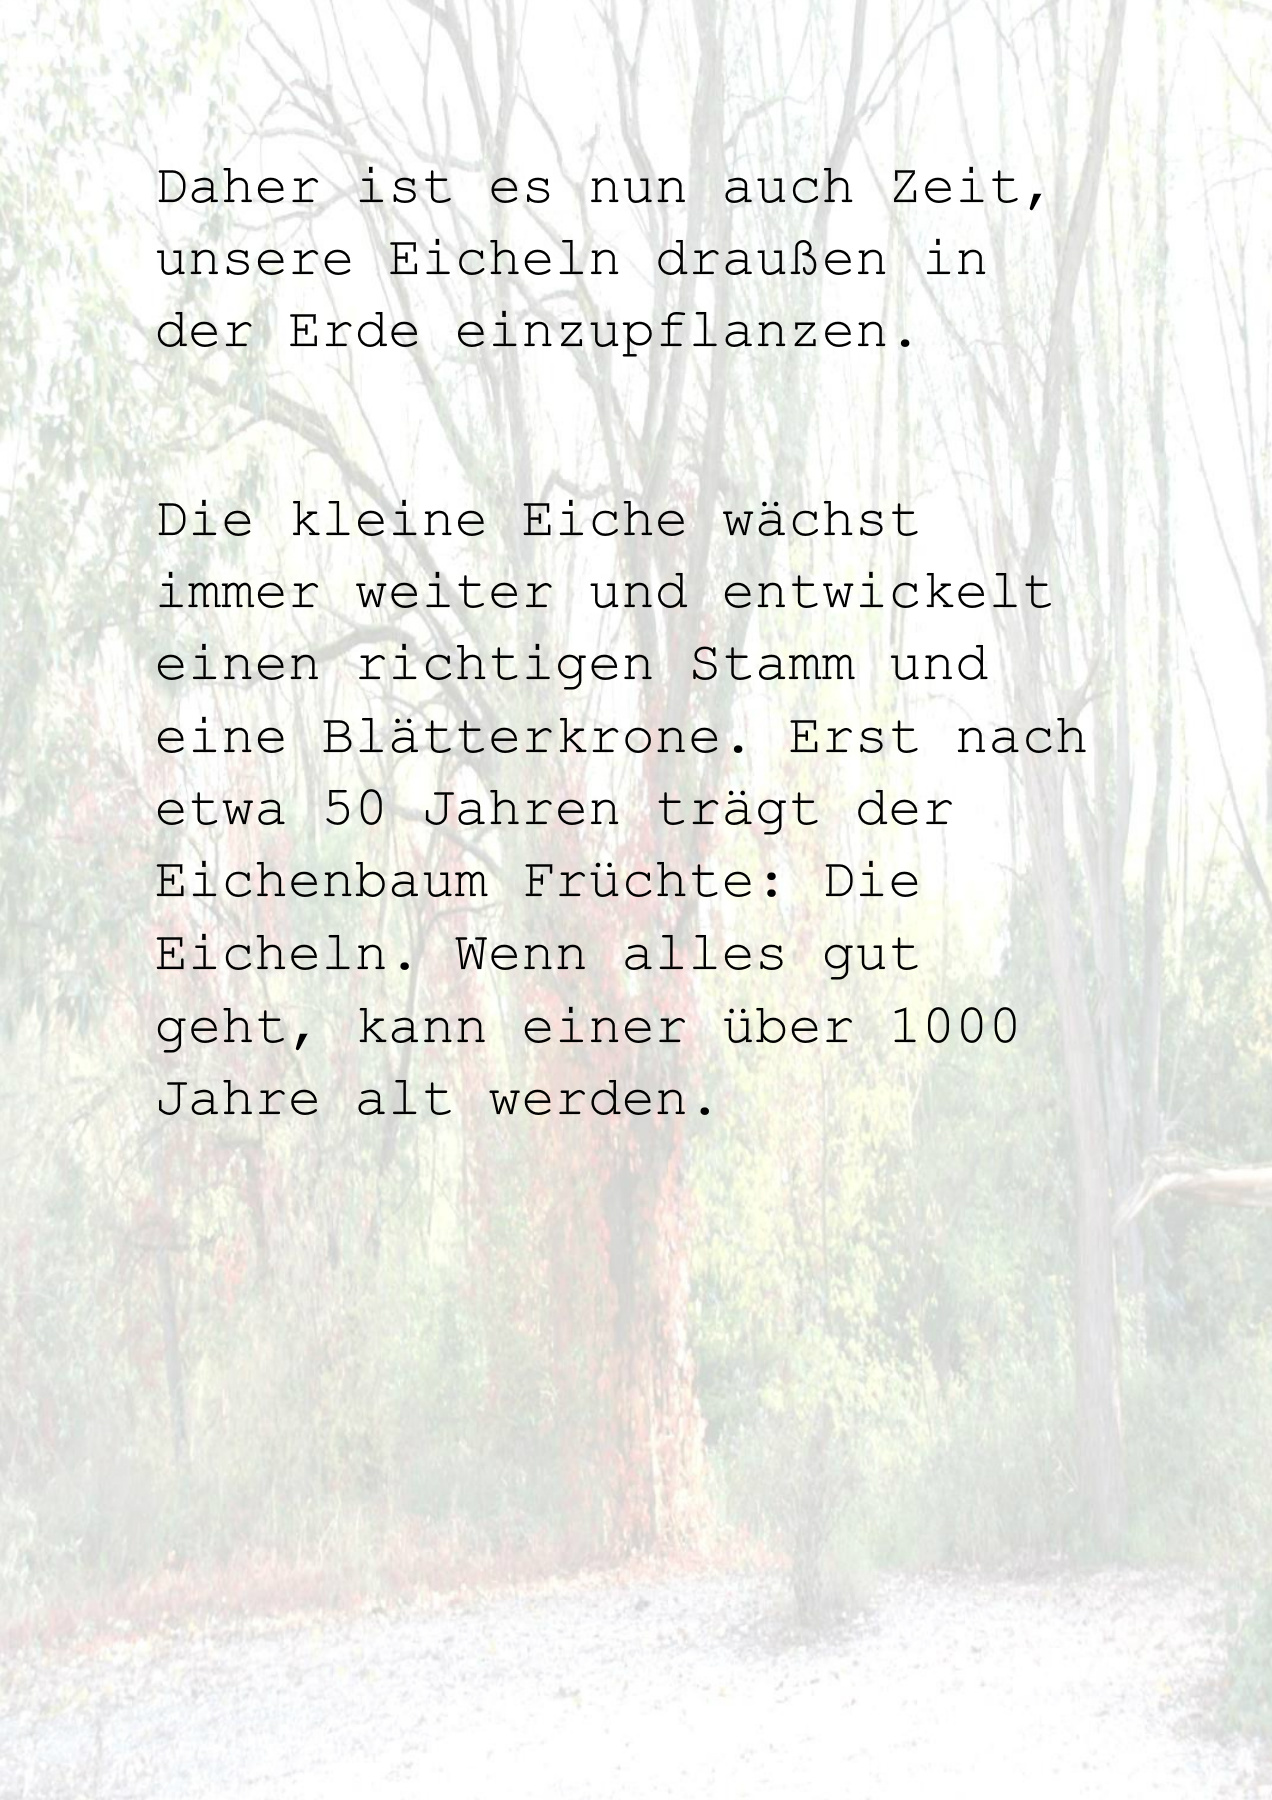 Daher ist es nun auch Zeit,
unsere Eicheln draußen in
der Erde einzupflanzen.
Die kleine Eiche wächst
immer weiter und entwickelt
einen richtigen Stamm und
eine Blätterkrone. Erst nach
etwa 50 Jahren trägt der
Eichenbaum Früchte: Die
Eicheln. Wenn alles gut
geht, kann einer über 1000
Jahre alt werden.